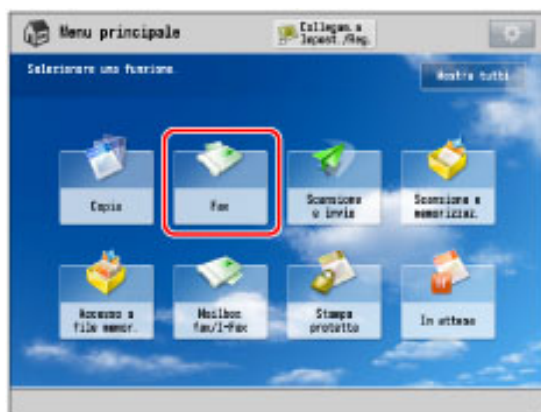 Menu principale
Collegam. a
Impost./Reg.
Selezionare una funzione.
Mostra tutti
Copia
Fax
Scansione
e invio
Scansione e
memorizzaz.
Accesso a
file memor.
Mailbox
fax/I-Fax
Stampa
protetta
In attesa